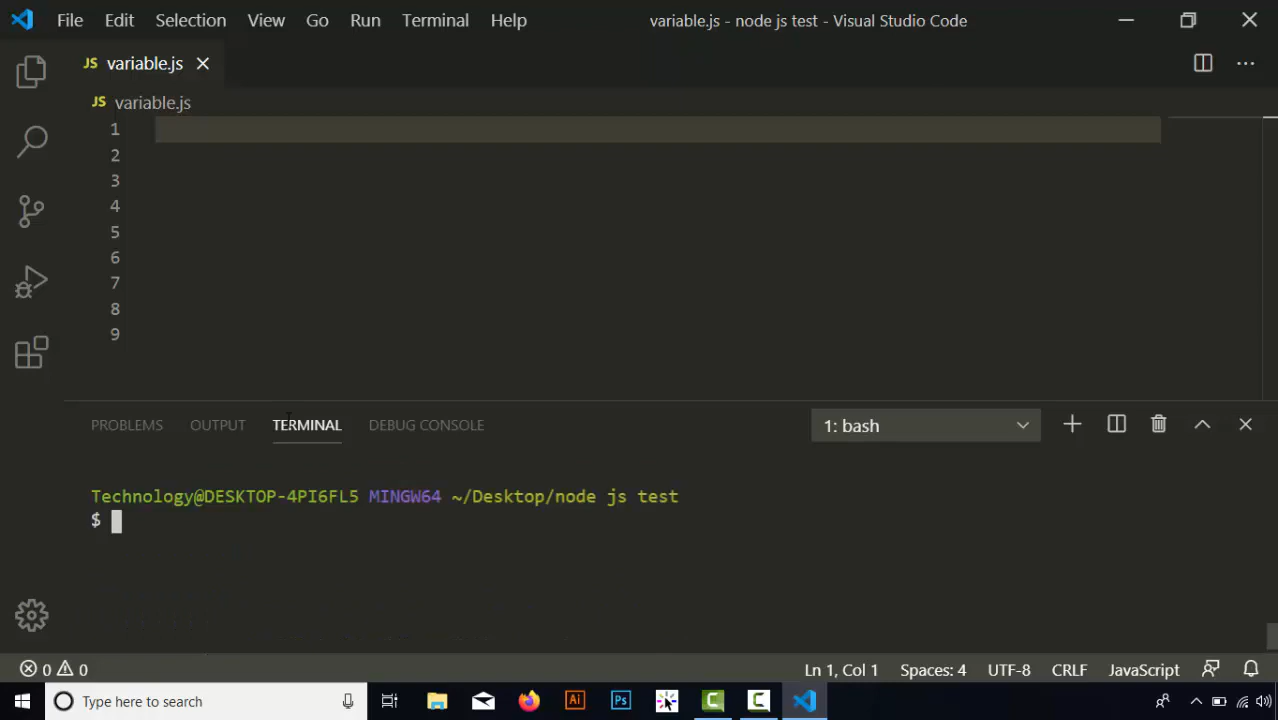 File Edit Selection View Go Run Terminal Help variable.js - node js test - Visual Studio Code
JS variable.js
JS variable.js
1
2
3
4
5
6
7
8
9
PROBLEMS OUTPUT TERMINAL DEBUG CONSOLE 1: bash
Technology@DESKTOP-4PI6FL5 MINGW64 ~/Desktop/node js test
$
0 0 Ln 1, Col 1 Spaces: 4 UTF-8 CRLF JavaScript
Type here to search Ai Ps C C